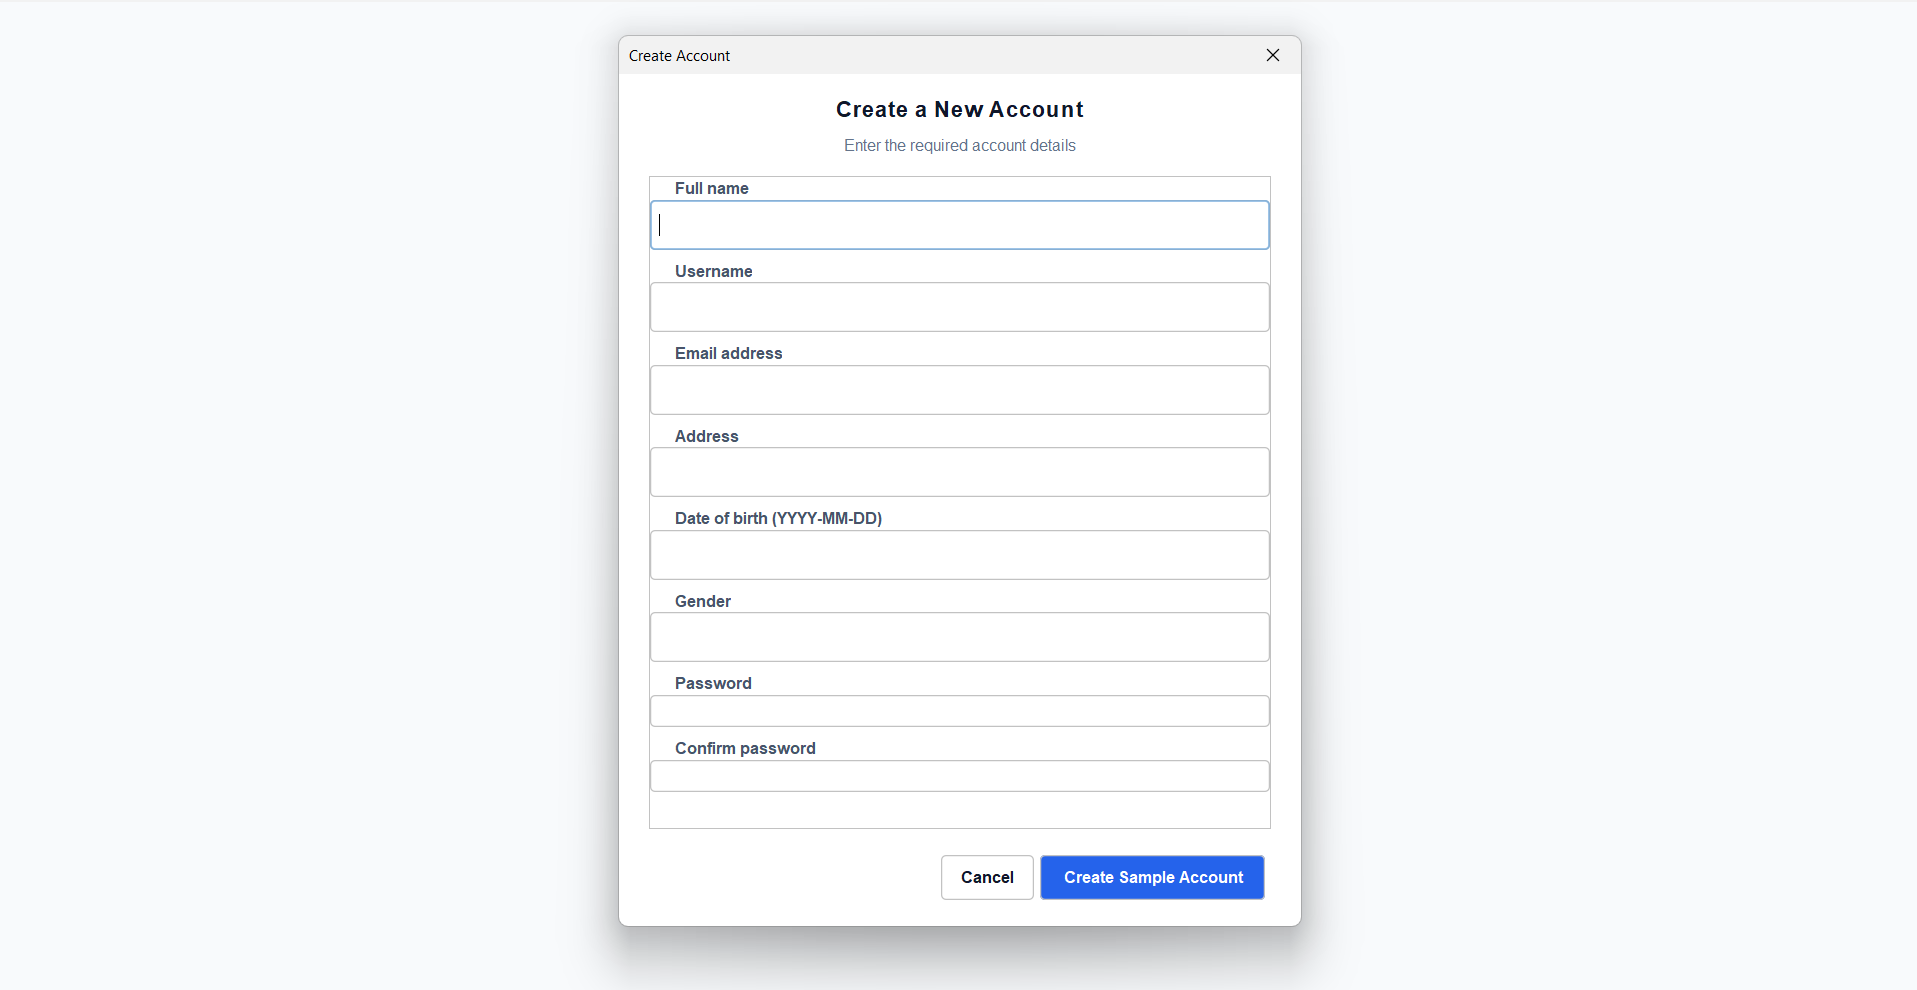 Create Account
Create a New Account
Enter the required account details
Full name
Username
Email address
Address
Date of birth (YYYY-MM-DD)
Gender
Password
Confirm password
Cancel
Create Sample Account